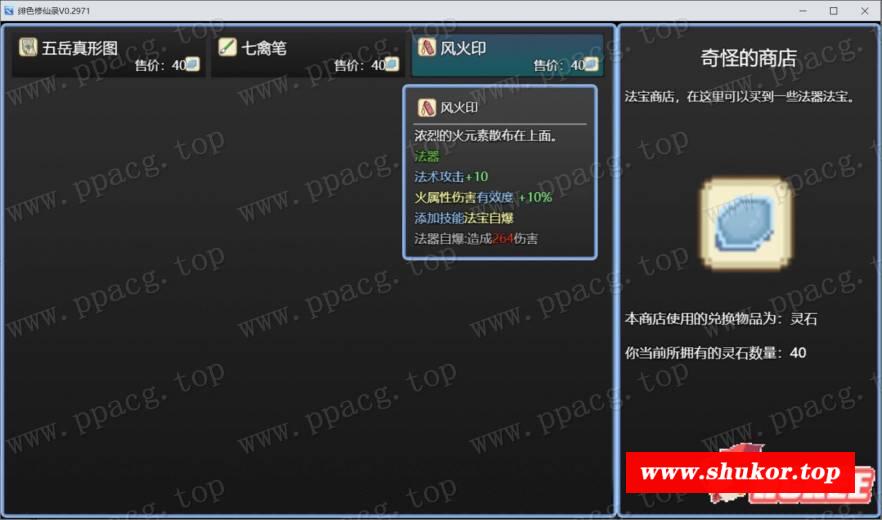 绯色修仙录V0.2971
五岳真形图
售价：40
七禽笔
售价：40
风火印
售价：40
风火印
浓烈的火元素散布在上面。
法器
法术攻击+10
火属性伤害有效度 +10%
添加技能法宝自爆
法器自爆:造成264伤害
奇怪的商店
法宝商店，在这里可以买到一些法器法宝。
本商店使用的兑换物品为：灵石
你当前所拥有的灵石数量：40
www.ppacg.top
www.shukor.top